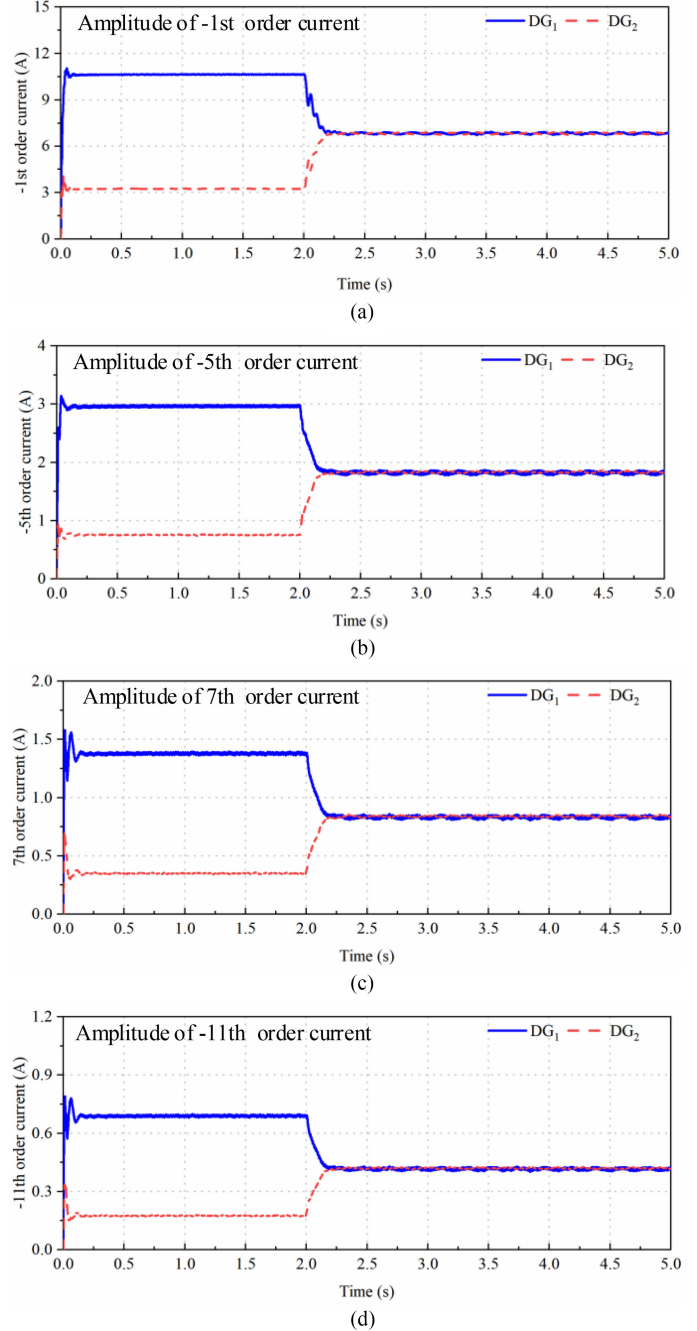 Amplitude of -1st order current
DG1 DG2
-1st order current (A)
15
12
9
6
3
0
0.0 0.5 1.0 1.5 2.0 2.5 3.0 3.5 4.0 4.5 5.0
Time (s)
(a)
Amplitude of -5th order current
DG1 DG2
-5th order current (A)
4
3
2
1
0
0.0 0.5 1.0 1.5 2.0 2.5 3.0 3.5 4.0 4.5 5.0
Time (s)
(b)
Amplitude of 7th order current
DG1 DG2
7th order current (A)
2.0
1.5
1.0
0.5
0.0
0.0 0.5 1.0 1.5 2.0 2.5 3.0 3.5 4.0 4.5 5.0
Time (s)
(c)
Amplitude of -11th order current
DG1 DG2
-11th order current (A)
1.2
0.9
0.6
0.3
0.0
0.0 0.5 1.0 1.5 2.0 2.5 3.0 3.5 4.0 4.5 5.0
Time (s)
(d)